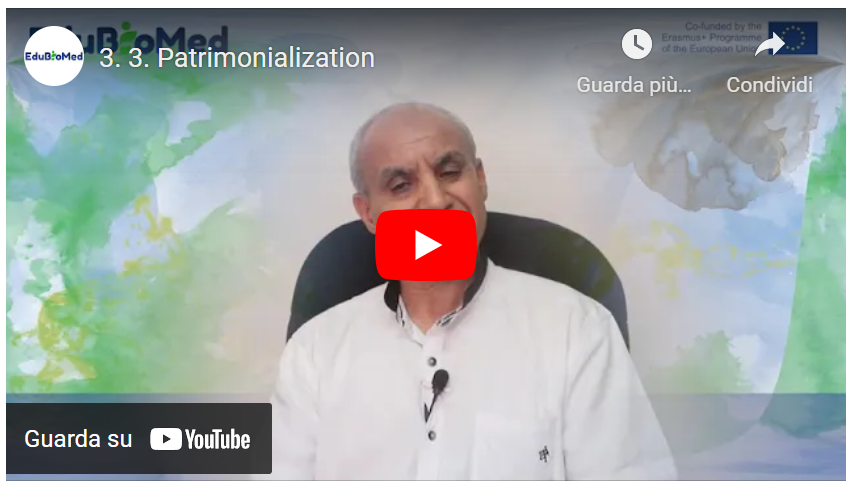 EduBioMed
EduBioMed
3. 3. Patrimonialization
Co-funded by the
Erasmus+ Programme
of the European Union
Guarda più...
Condividi
Guarda su YouTube